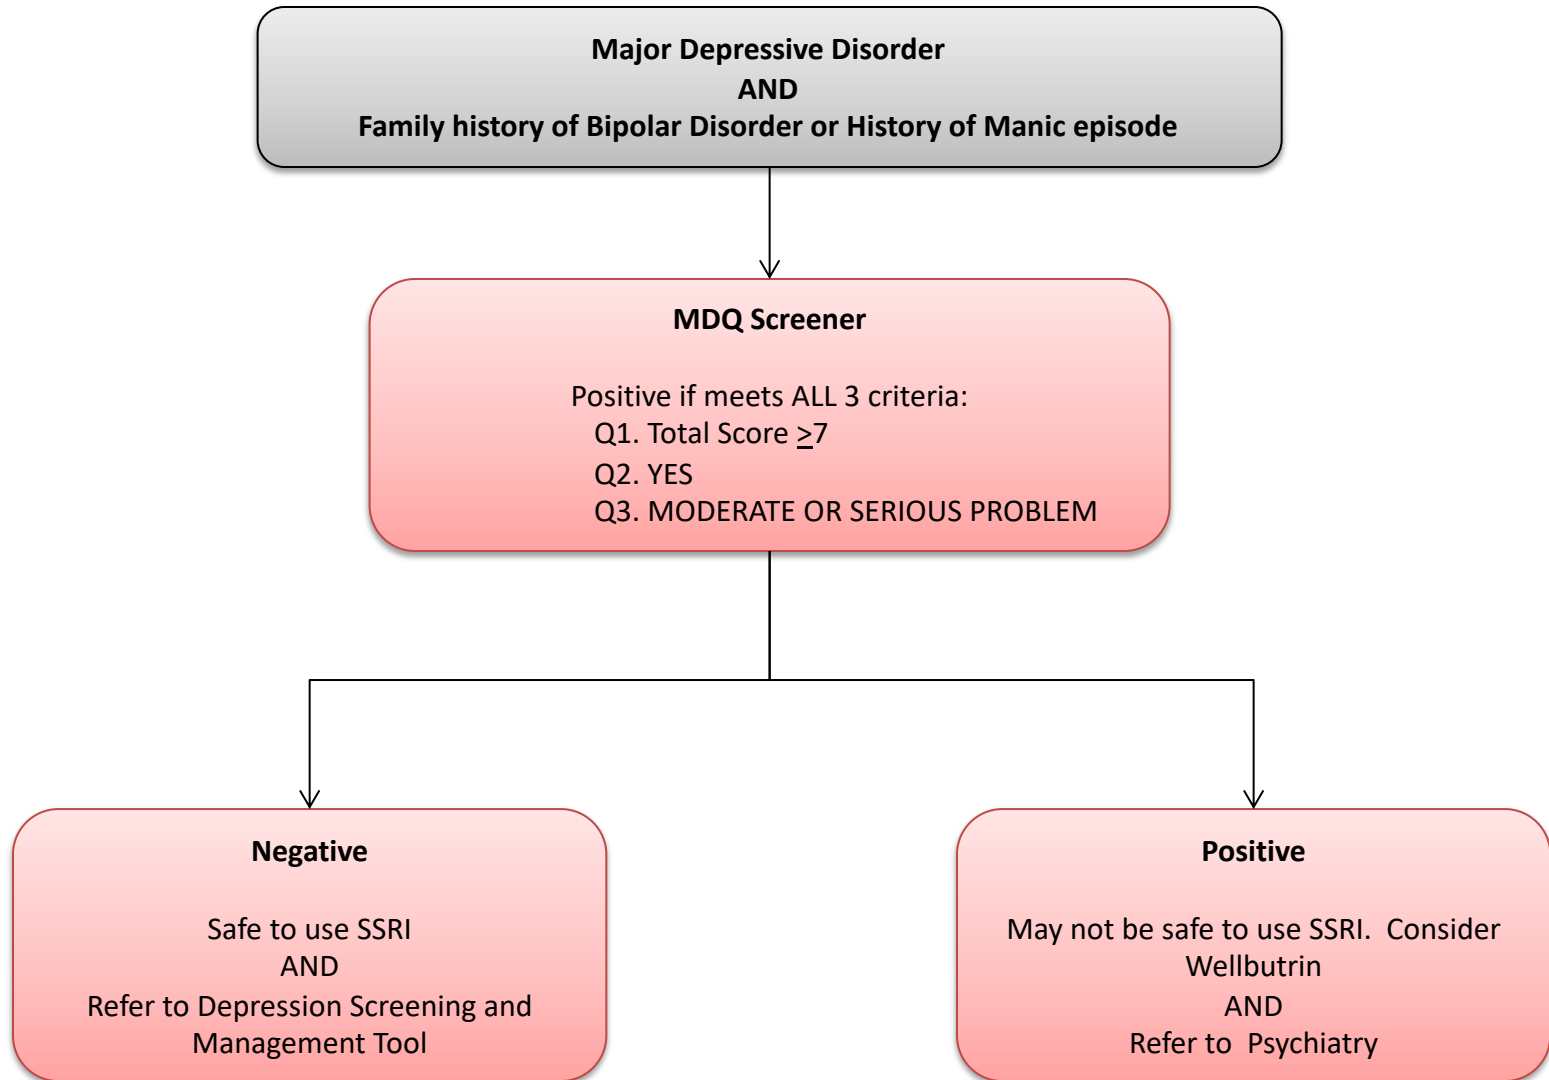 Major Depressive Disorder
AND
Family history of Bipolar Disorder or History of Manic episode
MDQ Screener
Positive if meets ALL 3 criteria:
Q1. Total Score >7
Q2. YES
Q3. MODERATE OR SERIOUS PROBLEM
Negative
Safe to use SSRI
AND
Refer to Depression Screening and
Management Tool
Positive
May not be safe to use SSRI.  Consider
Wellbutrin
AND
Refer to  Psychiatry